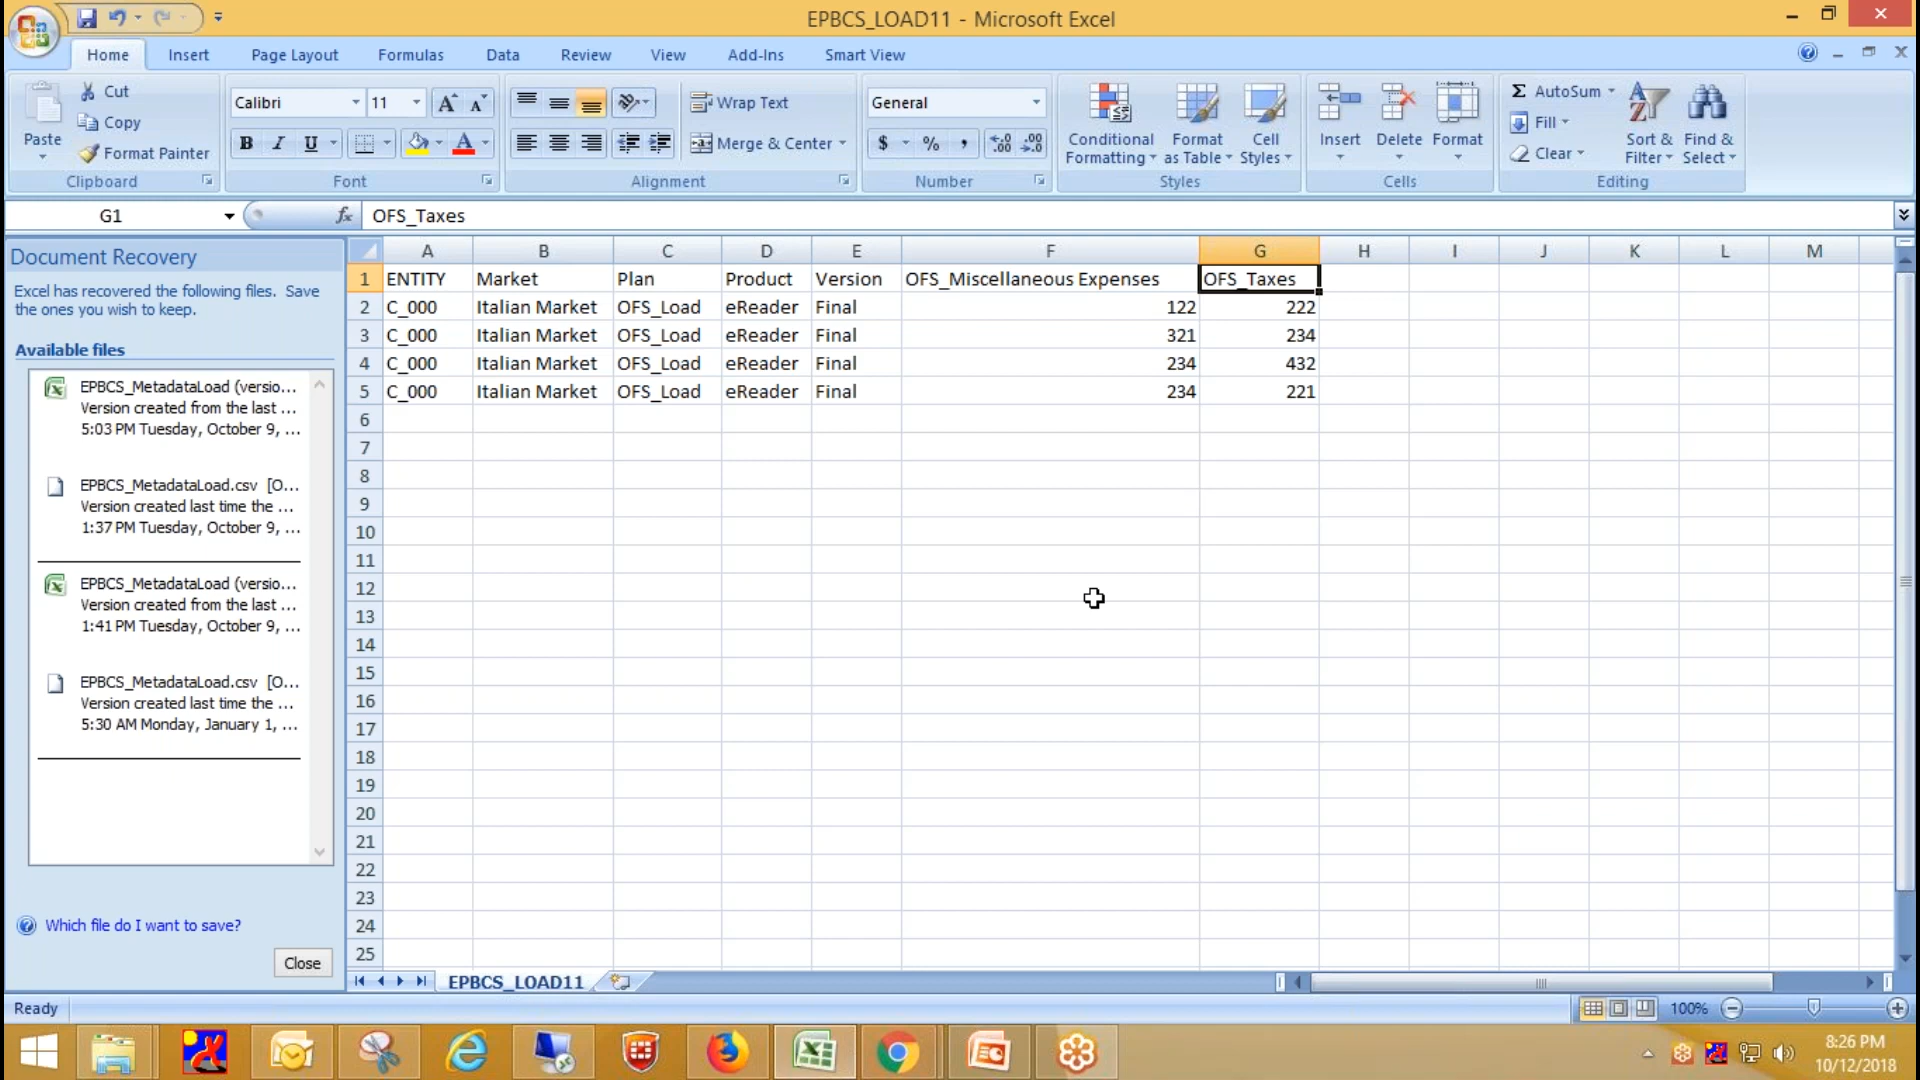 EPBCS_LOAD11 - Microsoft Excel
Home Insert Page Layout Formulas Data Review View Add-Ins Smart View
Paste
Cut
Copy
Format Painter
Clipboard
Calibri 11
B I U
Font
Wrap Text
Merge & Center
Alignment
General
$ % ,
Number
Conditional Formatting
Format as Table
Cell Styles
Styles
Insert Delete Format
Cells
Σ AutoSum
Fill
Clear
Sort & Filter
Find & Select
Editing
G1 fx OFS_Taxes
Document Recovery
Excel has recovered the following files. Save
the ones you wish to keep.
Available files
EPBCS_MetadataLoad (versio...
Version created from the last ...
5:03 PM Tuesday, October 9, ...
EPBCS_MetadataLoad.csv [O...
Version created last time the ...
1:37 PM Tuesday, October 9, ...
EPBCS_MetadataLoad (versio...
Version created from the last ...
1:41 PM Tuesday, October 9, ...
EPBCS_MetadataLoad.csv [O...
Version created last time the ...
5:30 AM Monday, January 1, ...
Which file do I want to save?
Close
A B C D E F G H I J K L M
1 ENTITY Market Plan Product Version OFS_Miscellaneous Expenses OFS_Taxes
2 C_000 Italian Market OFS_Load eReader Final 122 222
3 C_000 Italian Market OFS_Load eReader Final 321 234
4 C_000 Italian Market OFS_Load eReader Final 234 432
5 C_000 Italian Market OFS_Load eReader Final 234 221
6
7
8
9
10
11
12
13
14
15
16
17
18
19
20
21
22
23
24
25
EPBCS_LOAD11
Ready
100%
8:26 PM
10/12/2018